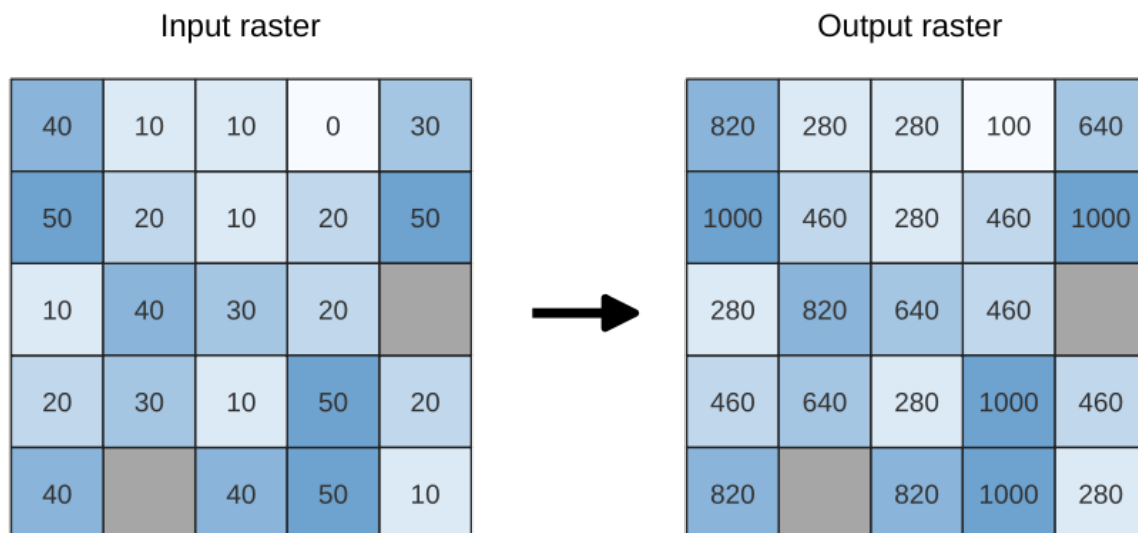 Input raster
Output raster
40 10 10 0 30
820 280 280 100 640
50 20 10 20 50
1000 460 280 460 1000
10 40 30 20
280 820 640 460
20 30 10 50 20
460 640 280 1000 460
40 40 50 10
820 820 1000 280